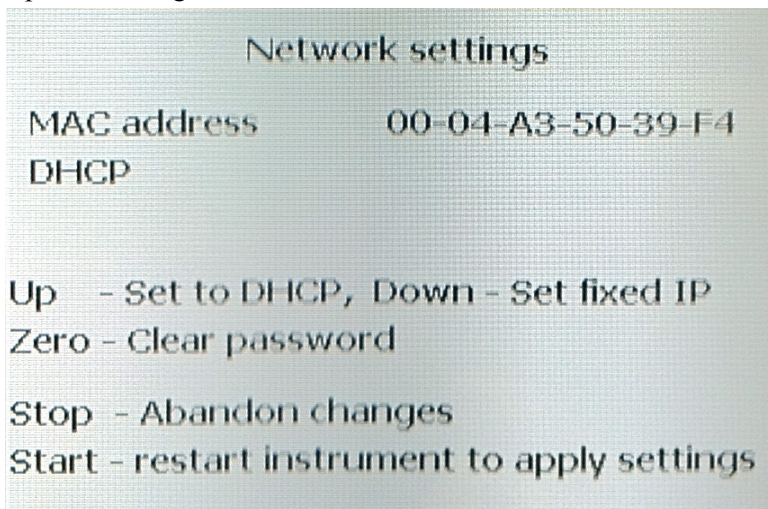 Network settings
MAC address 00-04-A3-50-39-F4
DHCP
Up - Set to DHCP, Down - Set fixed IP
Zero - Clear password
Stop - Abandon changes
Start - restart instrument to apply settings